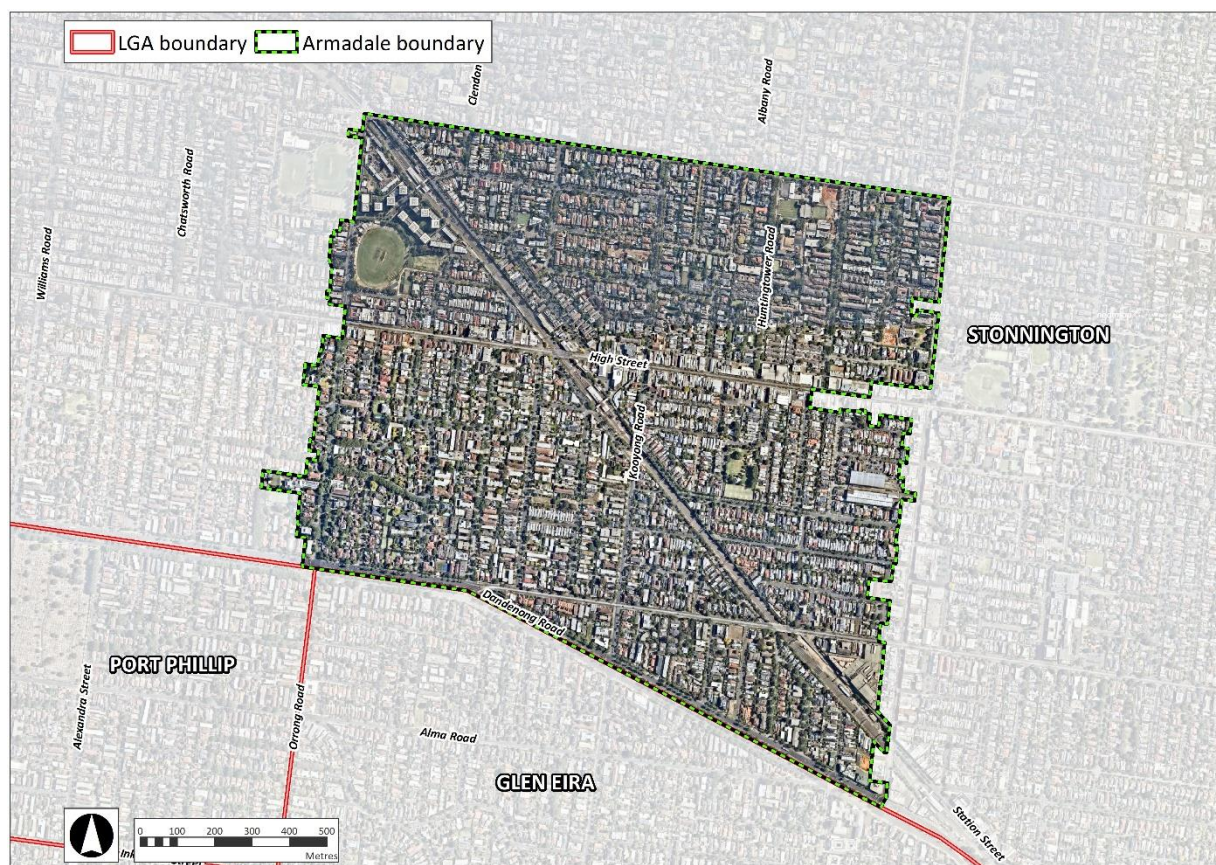 LGA boundary
Armadale boundary
Clendon
Albany Road
Chatsworth Road
Williams Road
Huntingtower Road
STONNINGTON
High Street
Kooyong Road
Dandenong Road
PORT PHILLIP
Alexandra Street
Orrong Road
Alma Road
GLEN EIRA
Station Street
0 100 200 300 400 500
Metres